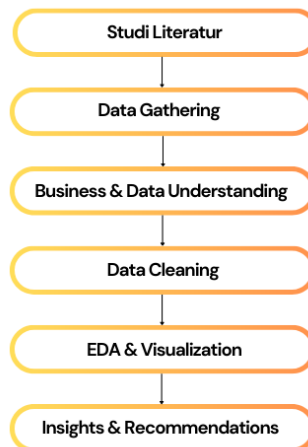 Studi Literatur
Data Gathering
Business & Data Understanding
Data Cleaning
EDA & Visualization
Insights & Recommendations